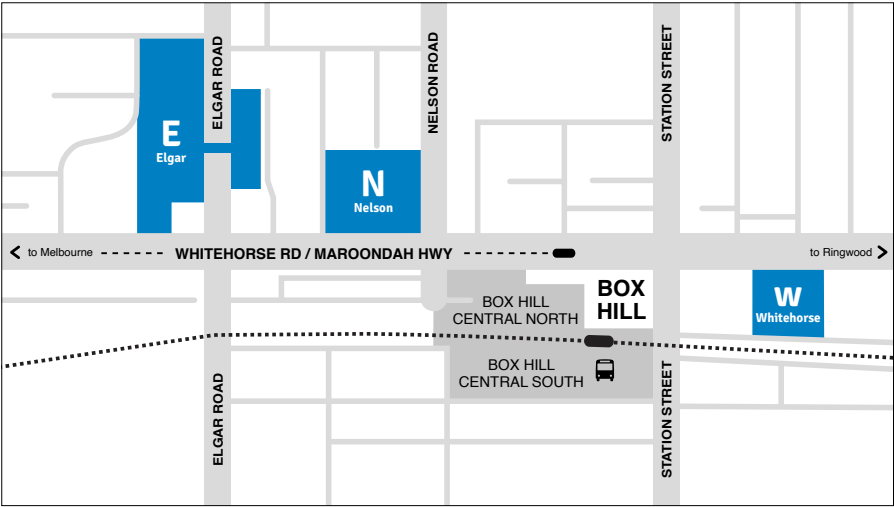 ELGAR ROAD
NELSON ROAD
STATION STREET
E
Elgar
N
Nelson
to Melbourne
WHITEHORSE RD / MAROONDAH HWY
to Ringwood
BOX HILL
CENTRAL NORTH
BOX
HILL
W
Whitehorse
BOX HILL
CENTRAL SOUTH
ELGAR ROAD
STATION STREET